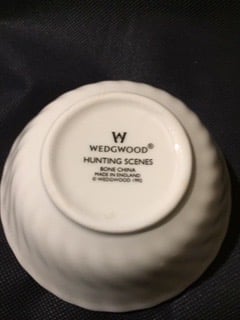 W
WEDGWOOD®
HUNTING SCENES
BONE CHINA
MADE IN ENGLAND
© WEDGWOOD 1992